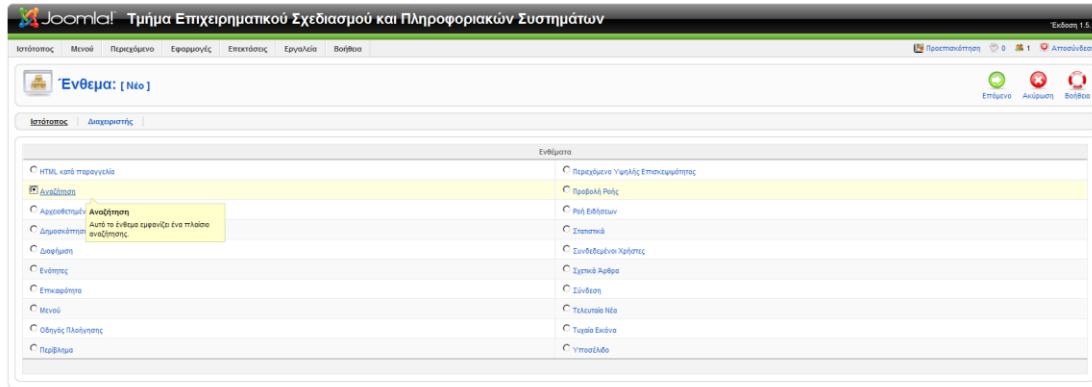 Joomla! Τμήμα Επιχειρηματικού Σχεδιασμού και Πληροφοριακών Συστημάτων
Έκδοση 1.5.
Ιστότοπος Μενού Περιεχόμενο Εφαρμογές Επεκτάσεις Εργαλεία Βοήθεια Προεπισκόπηση 0 1 Αποσύνδεση
Ένθεμα: [ Νέο ]
Επόμενο Ακύρωση Βοήθεια
Ιστότοπος Διαχειριστής
Ενθέματα
HTML κατά παραγγελία Περιεχόμενο Υψηλής Επισκεψιμότητας
Αναζήτηση Προβολή Ροής
Αρχειοθετημέν Ροή Ειδήσεων
Αναζήτηση
Αυτό το ένθεμα εμφανίζει ένα πλαίσιο
αναζήτησης.
Δημοσκόπηση Στατιστικά
Διαφήμιση Συνδεδεμένοι Χρήστες
Ενότητες Σχετικά Άρθρα
Επικαιρότητα Σύνδεση
Μενού Τελευταία Νέα
Οδηγός Πλοήγησης Τυχαία Εικόνα
Περίβλημα Υποσέλιδο